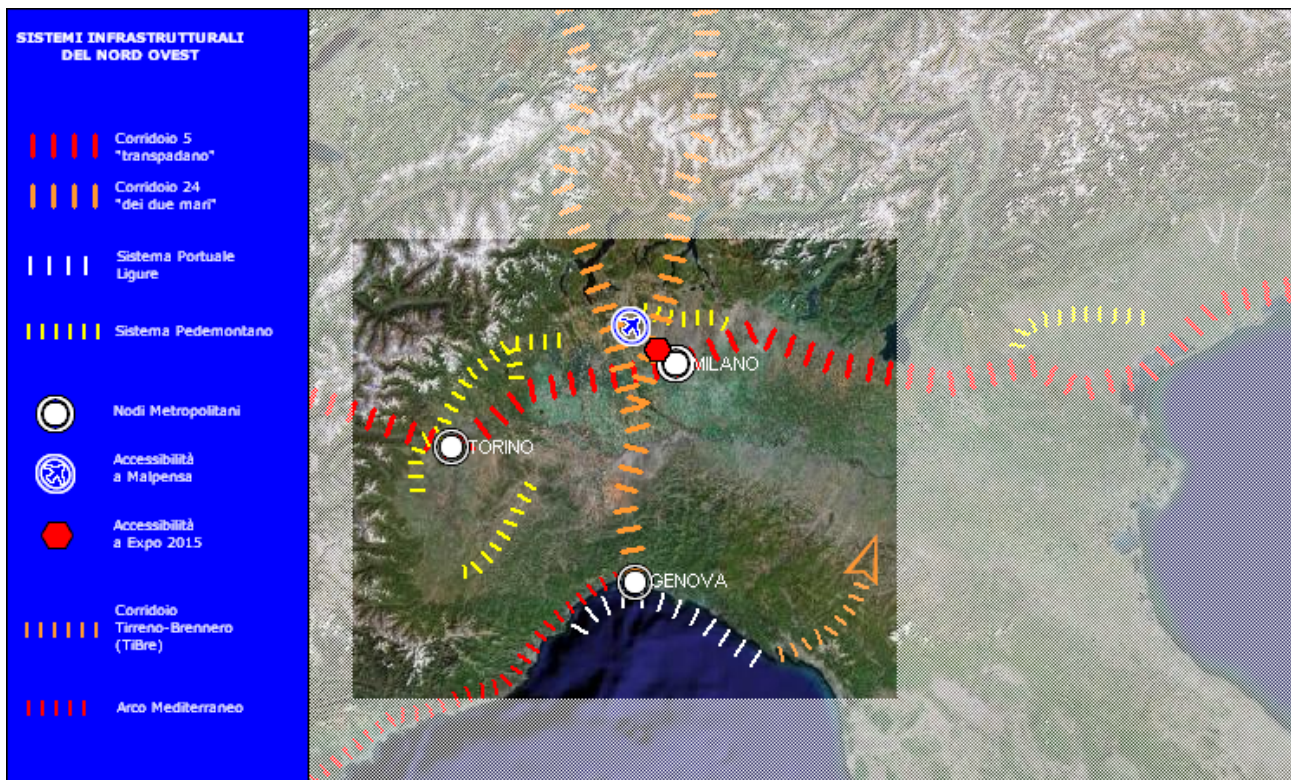 SISTEMI INFRASTRUTTURALI
DEL NORD OVEST
Corridoio 5
"transpadano"
Corridoio 24
"dei due mari"
Sistema Portuale
Ligure
Sistema Pedemontano
Nodi Metropolitani
Accessibilità
a Malpensa
Accessibilità
a Expo 2015
Corridoio
Tirreno-Brennero
(TiBre)
Arco Mediterraneo
MILANO
TORINO
GENOVA